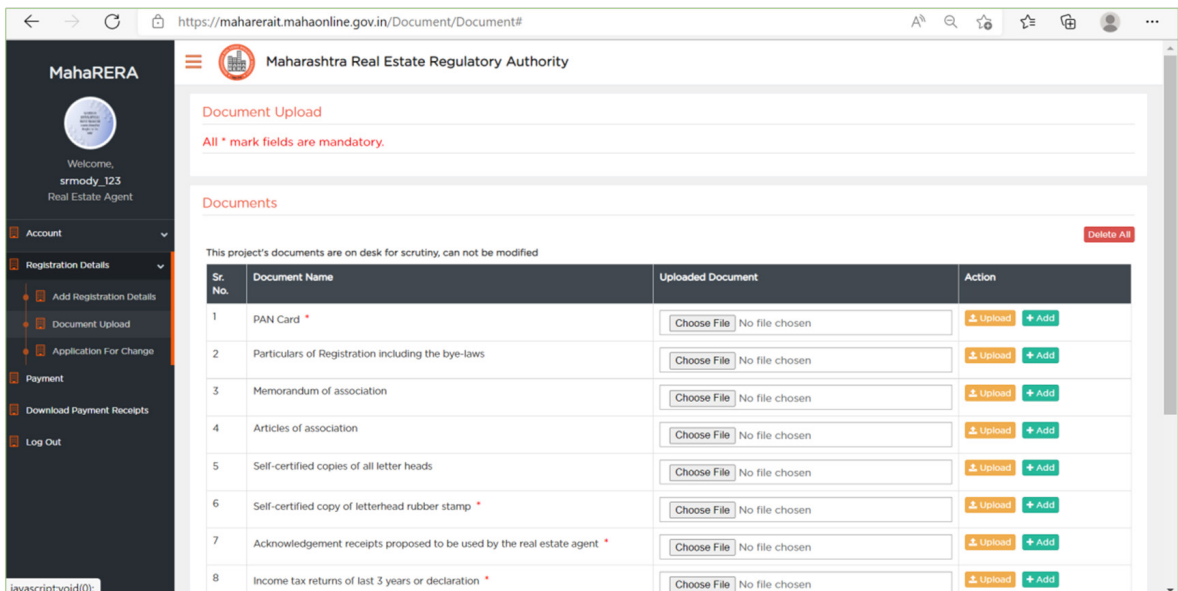 https://maharerait.mahaonline.gov.in/Document/Document#
MahaRERA
Maharashtra Real Estate Regulatory Authority
Welcome,
srmody_123
Real Estate Agent
Account
Registration Details
Add Registration Details
Document Upload
Application For Change
Payment
Download Payment Receipts
Log Out
Document Upload
All * mark fields are mandatory.
Documents
Delete All
This project's documents are on desk for scrutiny, can not be modified
Sr. No. Document Name Uploaded Document Action
1 PAN Card * Choose File No file chosen Upload + Add
2 Particulars of Registration including the bye-laws Choose File No file chosen Upload + Add
3 Memorandum of association Choose File No file chosen Upload + Add
4 Articles of association Choose File No file chosen Upload + Add
5 Self-certified copies of all letter heads Choose File No file chosen Upload + Add
6 Self-certified copy of letterhead rubber stamp * Choose File No file chosen Upload + Add
7 Acknowledgement receipts proposed to be used by the real estate agent * Choose File No file chosen Upload + Add
8 Income tax returns of last 3 years or declaration * Choose File No file chosen Upload + Add
javascript:void(0);